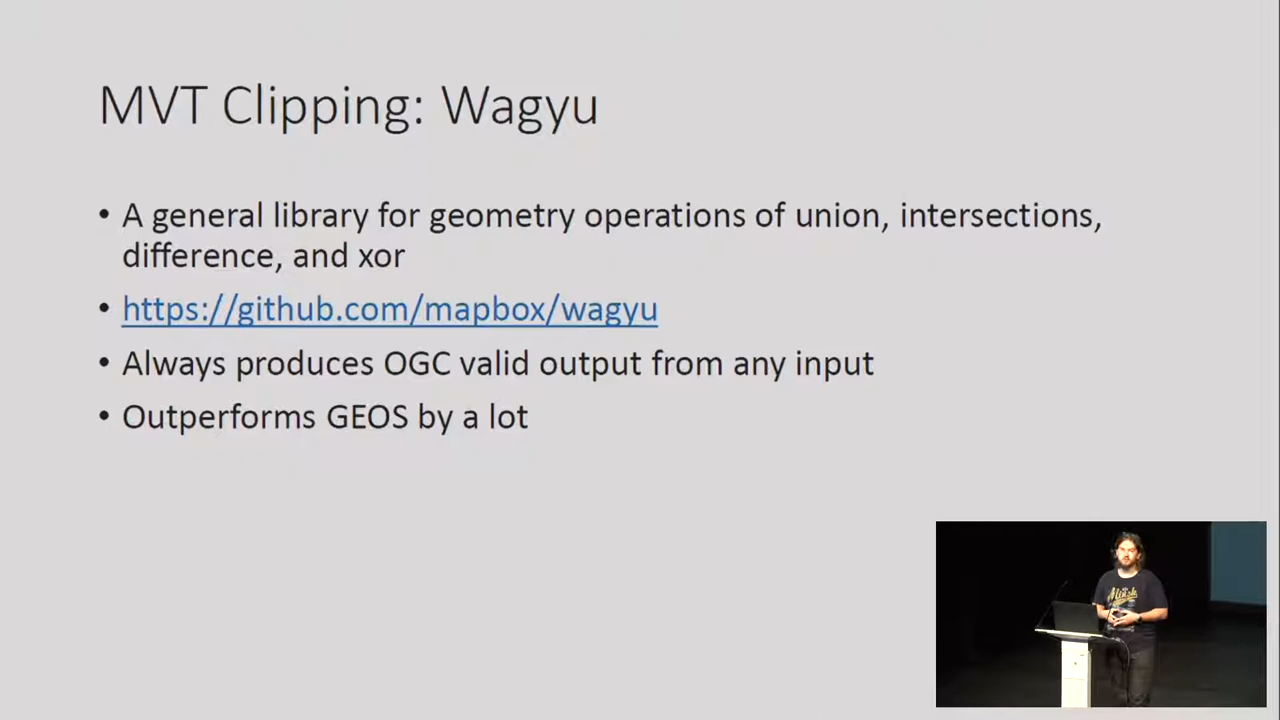 MVT Clipping: Wagyu
• A general library for geometry operations of union, intersections,
difference, and xor
• https://github.com/mapbox/wagyu
• Always produces OGC valid output from any input
• Outperforms GEOS by a lot
Minsk